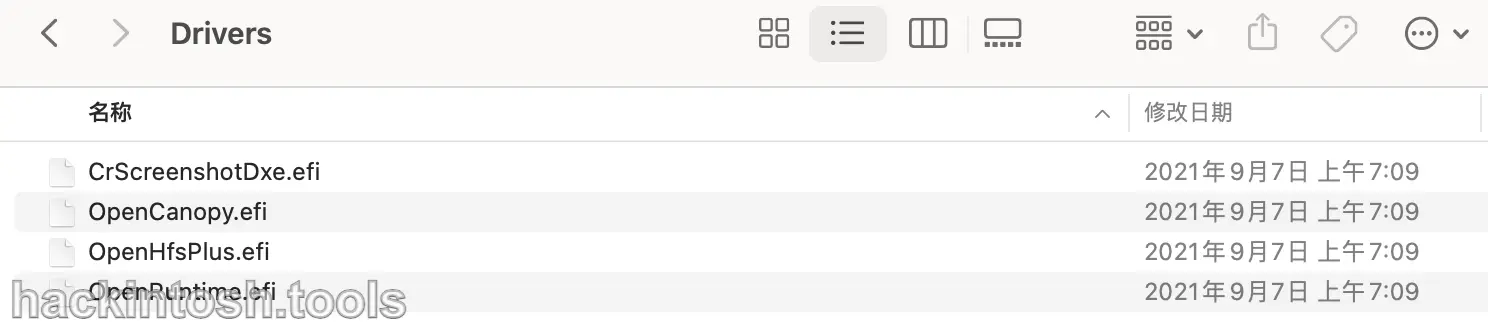 Drivers
名称 修改日期
CrScreenshotDxe.efi 2021年9月7日 上午7:09
OpenCanopy.efi 2021年9月7日 上午7:09
OpenHfsPlus.efi 2021年9月7日 上午7:09
OpenRuntime.efi 2021年9月7日 上午7:09
hackintosh.tools